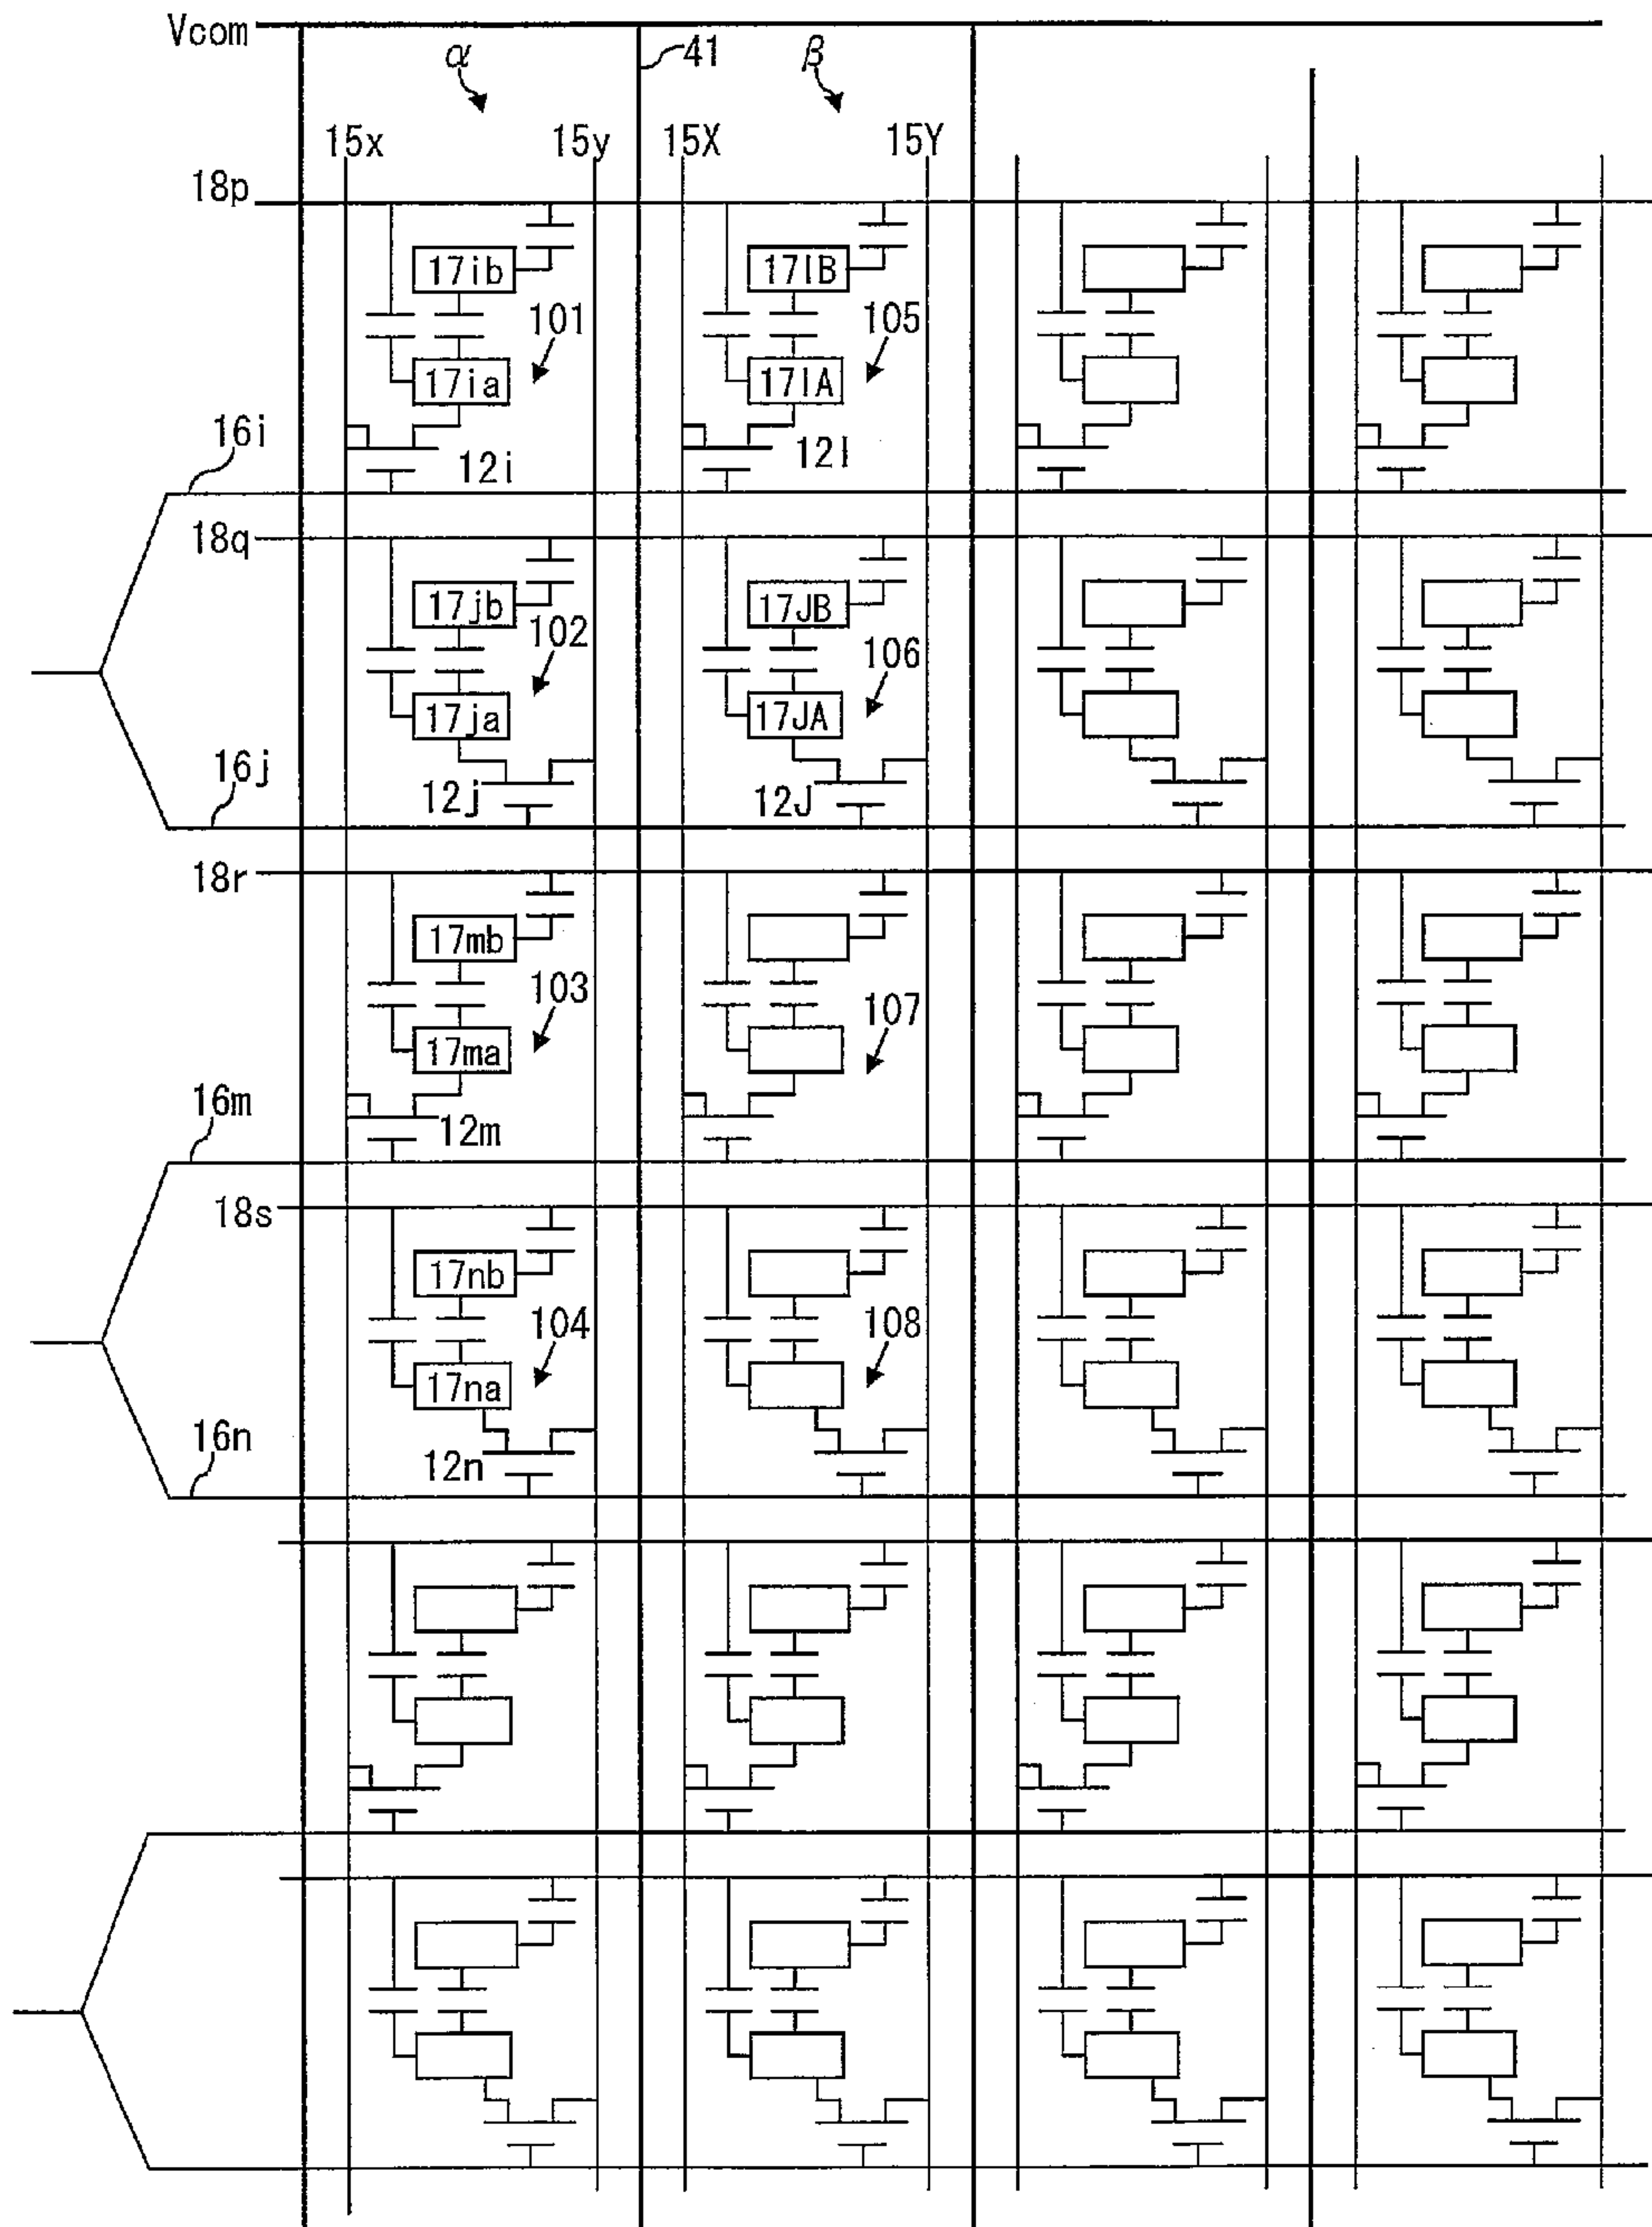 Vcom
α 41 β
15x 15y 15X 15Y
18p
17ib 17IB
101 105
17ia 17IA
16i
12i 12I
18q
17jb 17JB
102 106
17ja 17JA
16j
12j 12J
18r
17mb
103 107
17ma
16m
12m
18s
17nb
104 108
17na
16n
12n